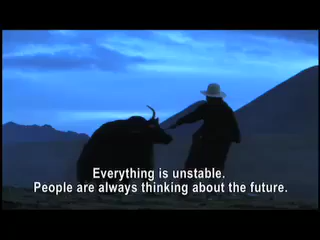 Everything is unstable.
People are always thinking about the future.